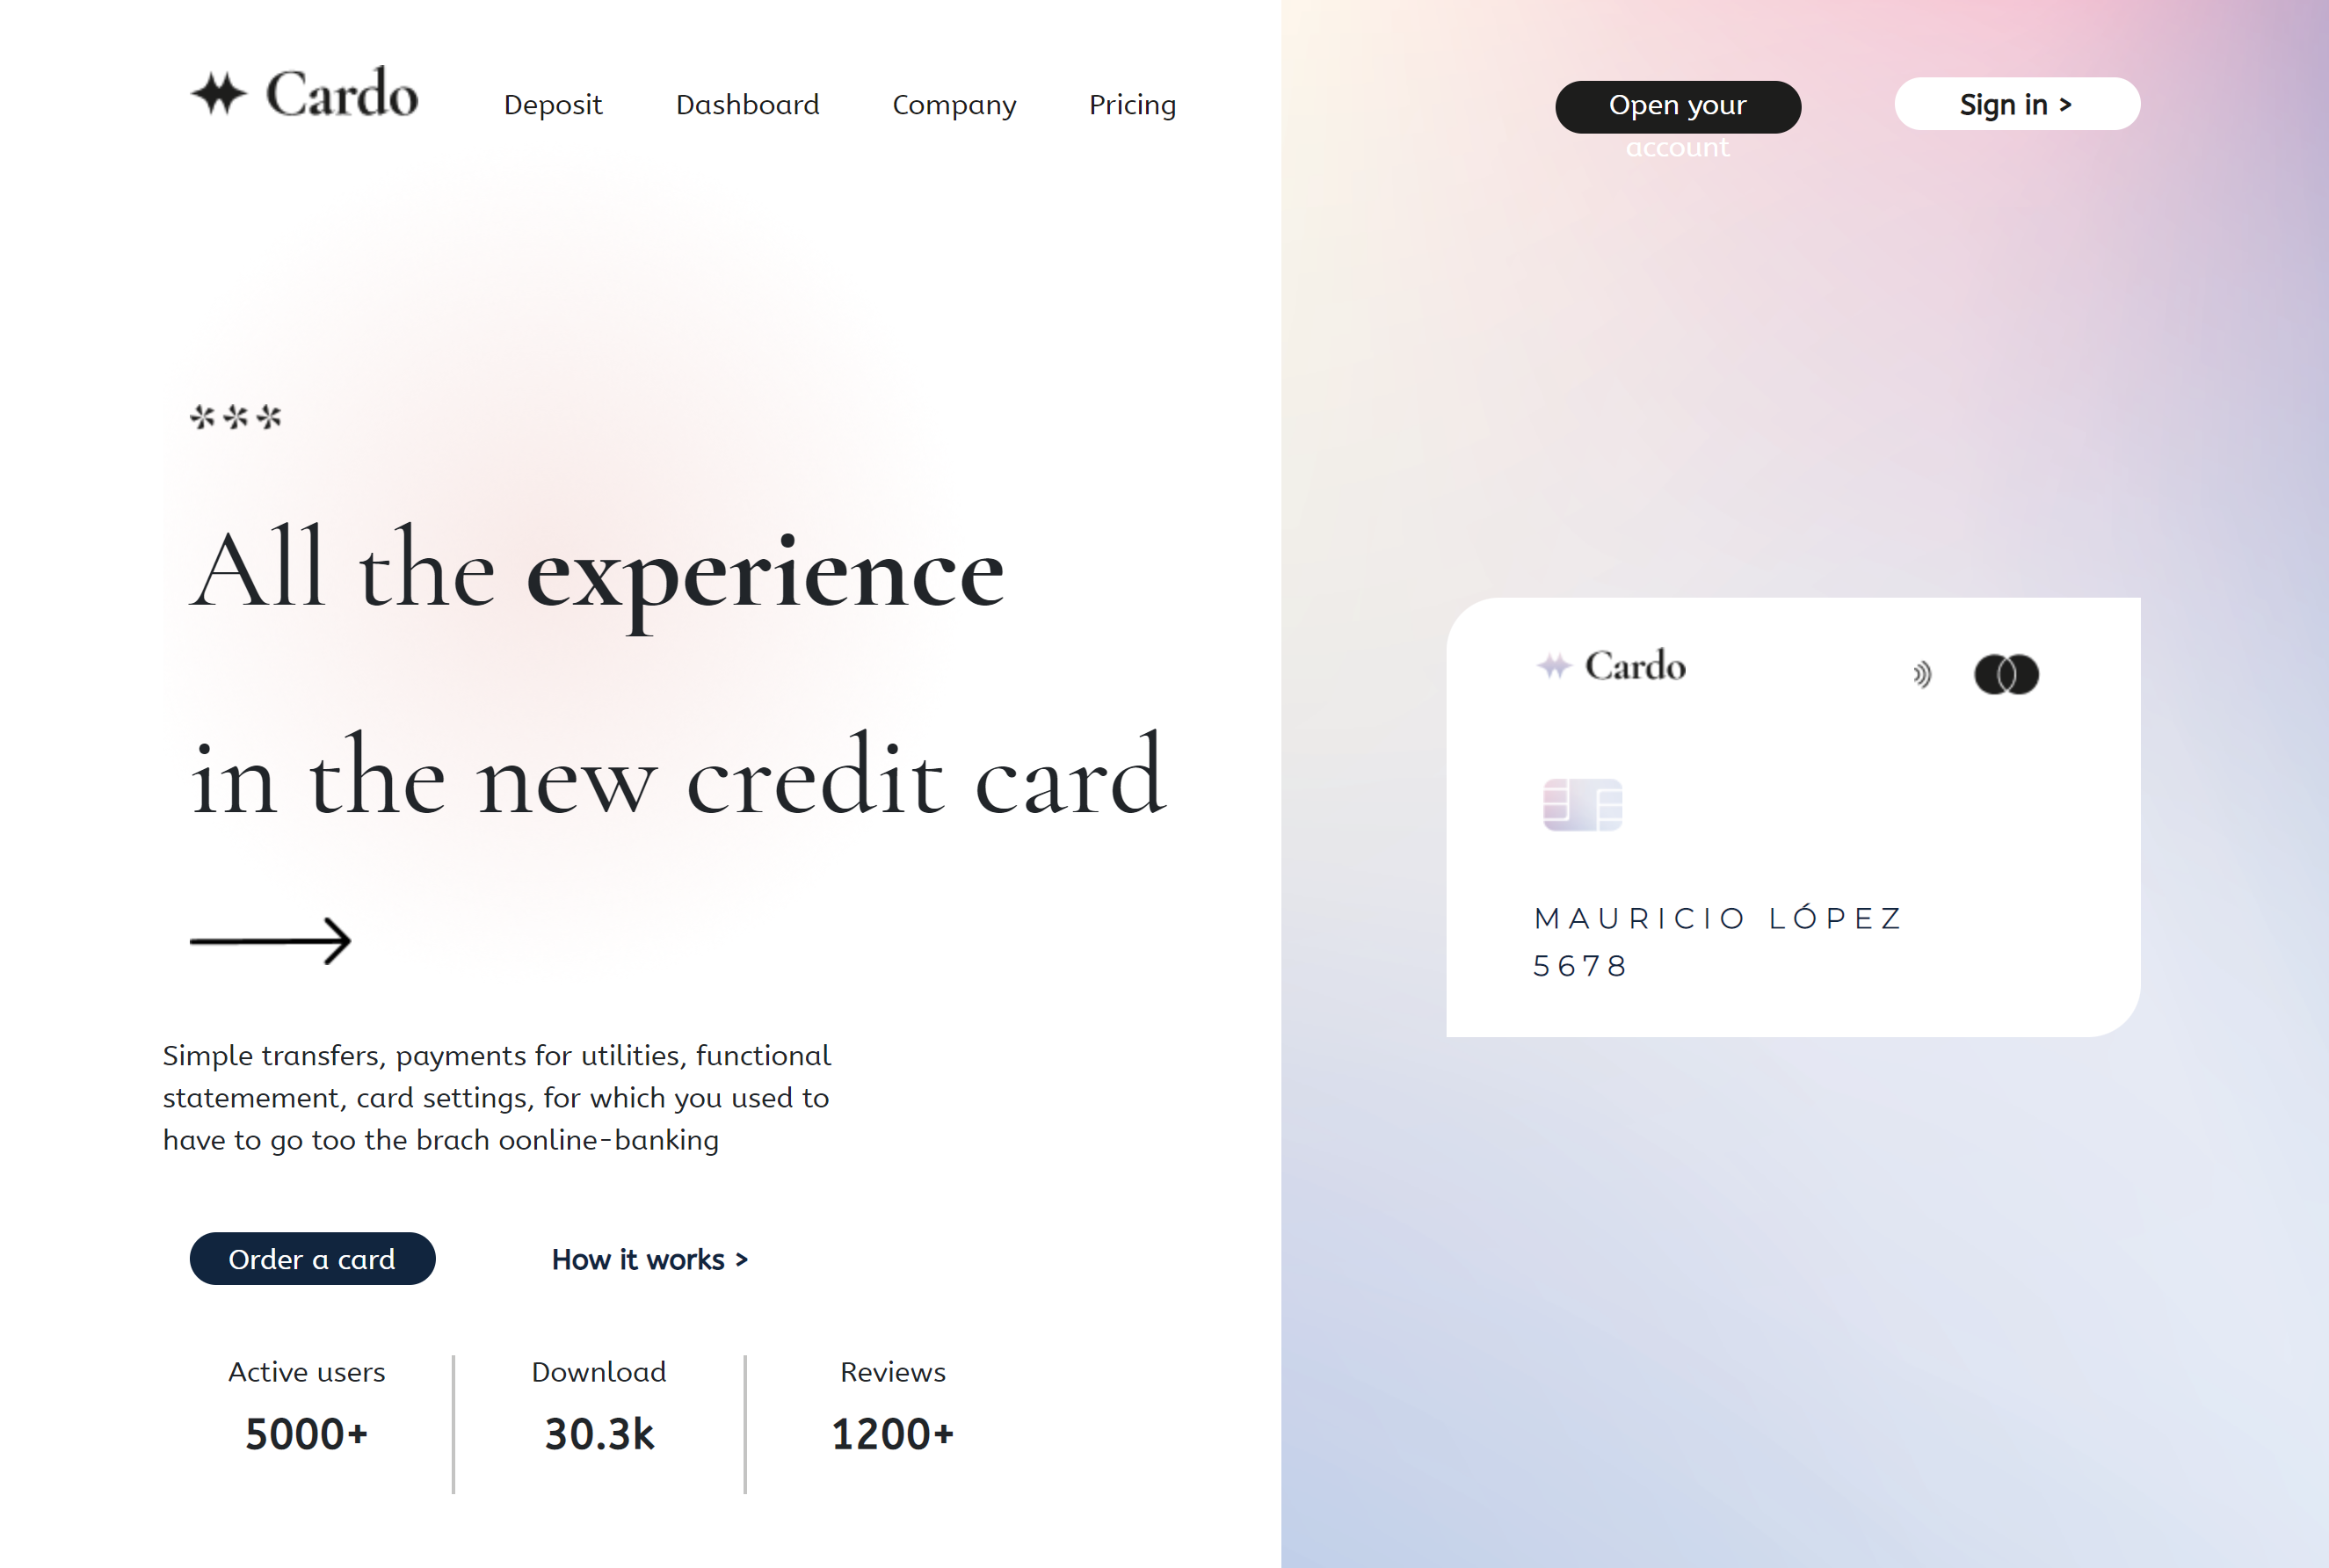 Cardo
Deposit
Dashboard
Company
Pricing
Open your
account
Sign in >
***
All the experience
in the new credit card
Cardo
MAURICIO LÓPEZ
5678
Simple transfers, payments for utilities, functional
statemement, card settings, for which you used to
have to go too the brach oonline-banking
Order a card
How it works >
Active users
5000+
Download
30.3k
Reviews
1200+